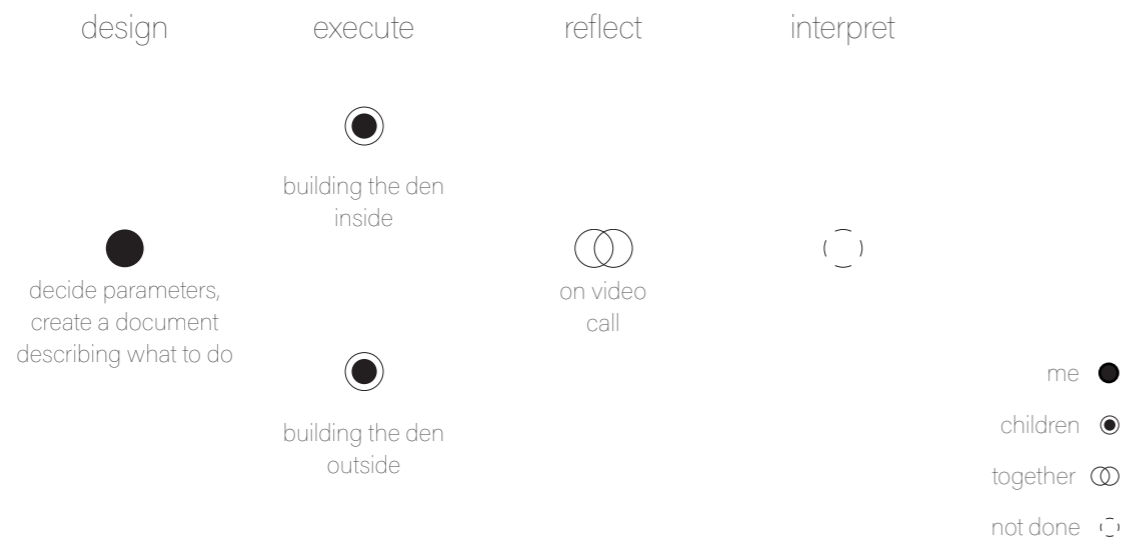 design
execute
reflect
interpret
building the den
inside
decide parameters,
create a document
describing what to do
on video
call
building the den
outside
me
children
together
not done